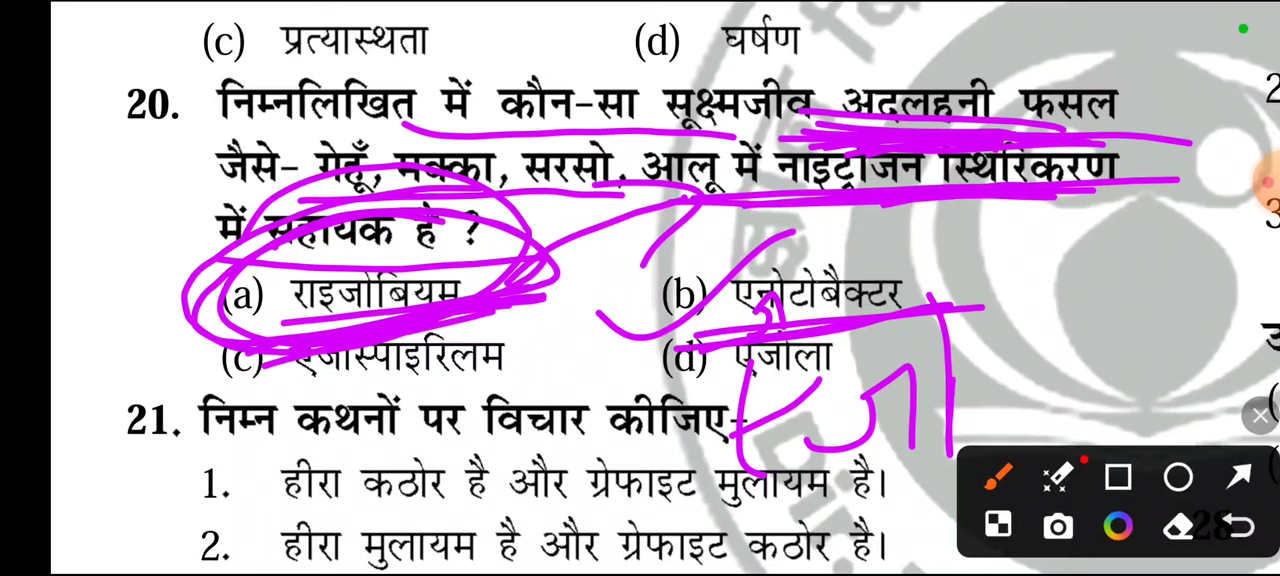 (c) प्रत्यास्थता (d) घर्षण
20. निम्नलिखित में कौन-सा सूक्ष्मजीव अदलहनी फसल
जैसे- गेहूँ, मक्का, सरसो, आलू में नाइट्रोजन स्थिरिकरण
में सहायक है ?
(a) राइजोबियम (b) एजोटोबैक्टर
(c) एजोस्पाइरिलम (d) एजोला
21. निम्न कथनों पर विचार कीजिए-
1. हीरा कठोर है और ग्रेफाइट मुलायम है।
2. हीरा मुलायम है और ग्रेफाइट कठोर है।